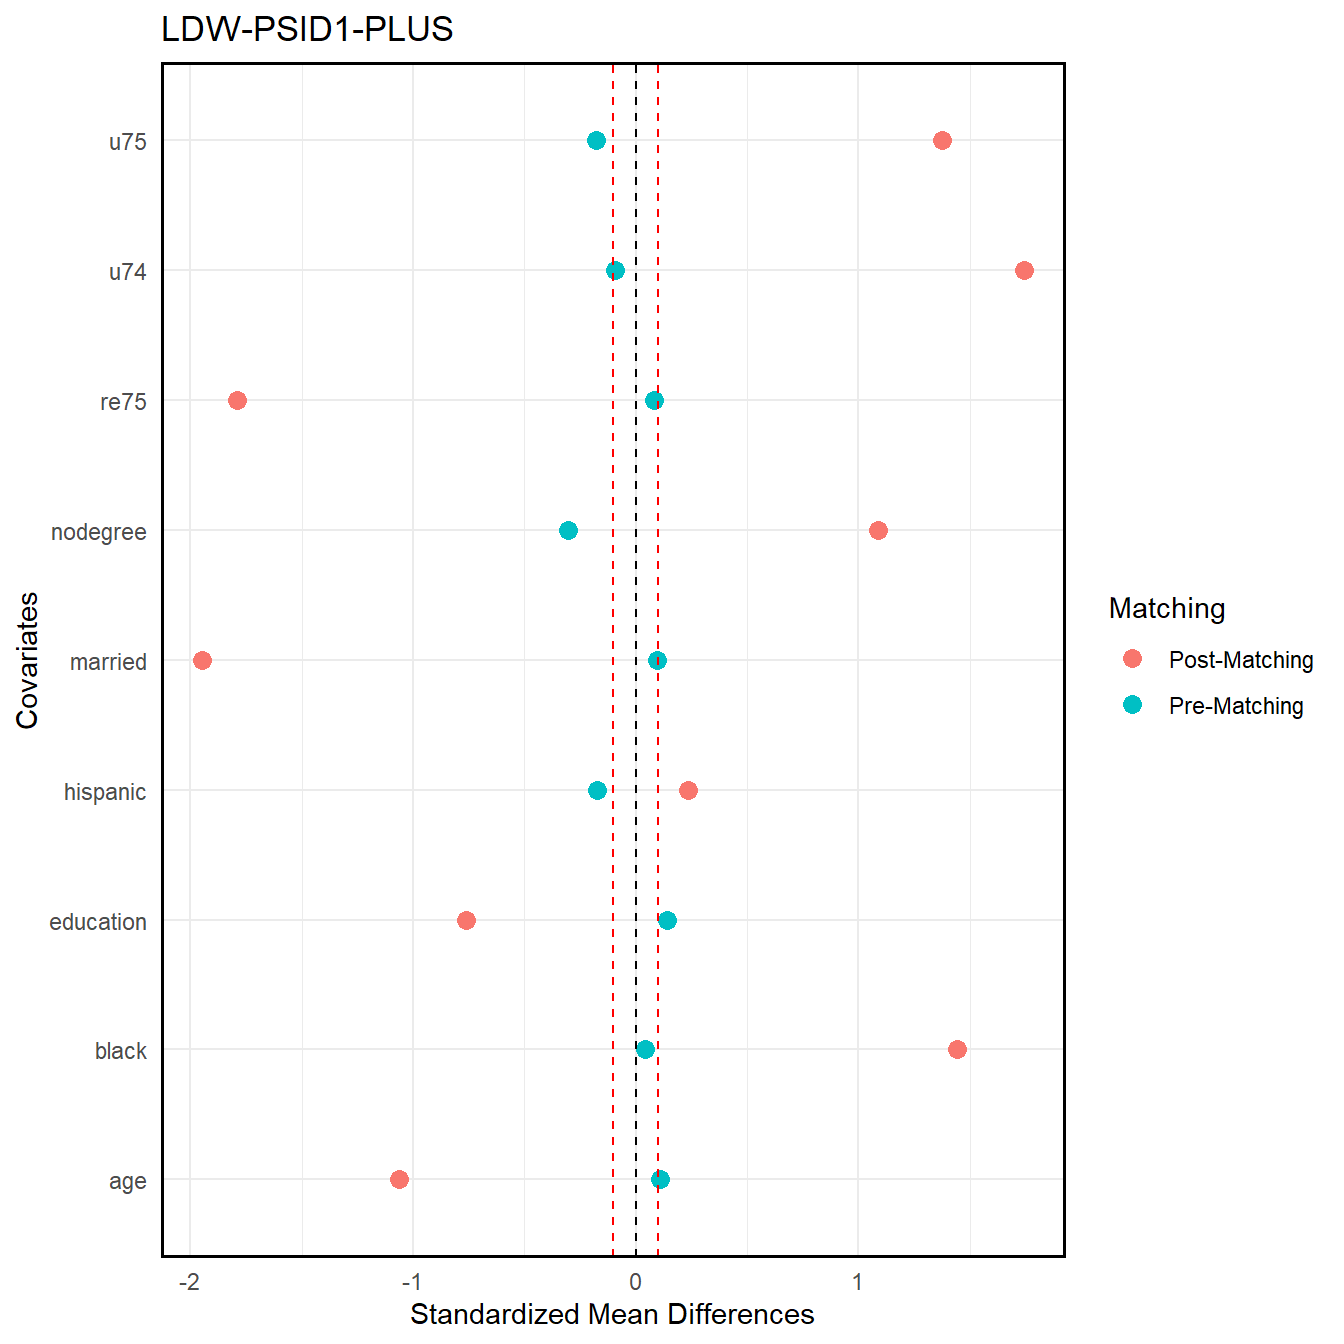 LDW-PSID1-PLUS
u75
u74
re75
nodegree
married
hispanic
education
black
age
Covariates
-2
-1
0
1
Standardized Mean Differences
Matching
Post-Matching
Pre-Matching